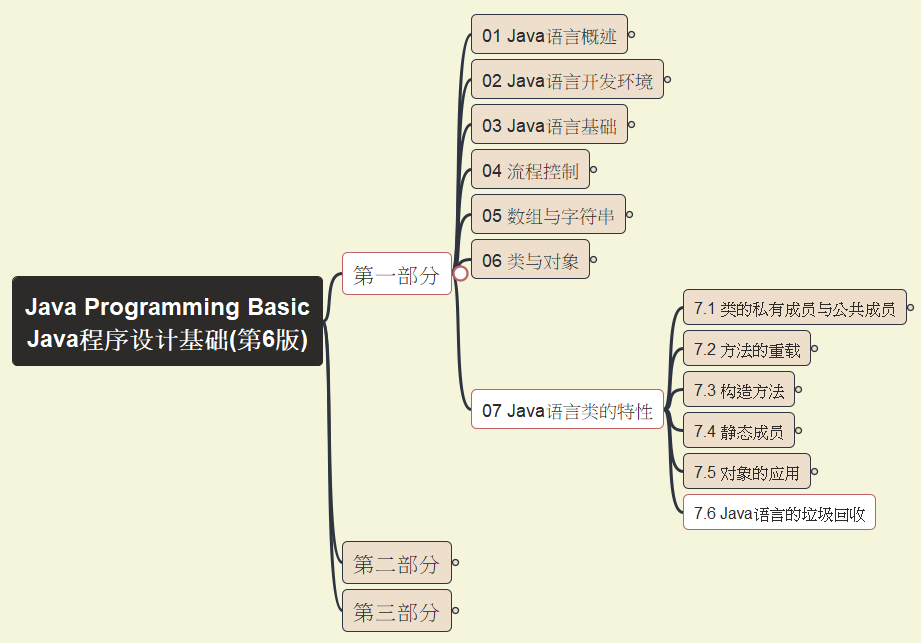 Java Programming Basic
Java程序设计基础(第6版)
第一部分
01 Java语言概述
02 Java语言开发环境
03 Java语言基础
04 流程控制
05 数组与字符串
06 类与对象
07 Java语言类的特性
7.1 类的私有成员与公共成员
7.2 方法的重载
7.3 构造方法
7.4 静态成员
7.5 对象的应用
7.6 Java语言的垃圾回收
第二部分
第三部分